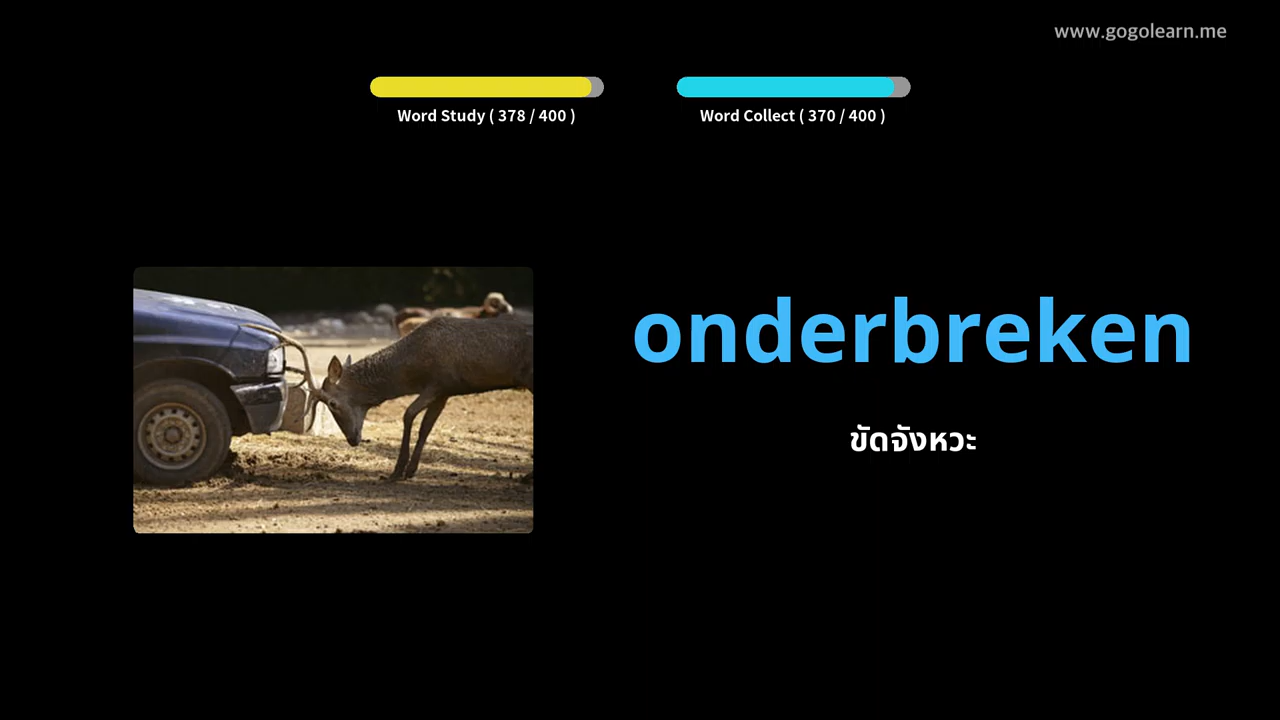 www.gogolearn.me
Word Study ( 378 / 400 )
Word Collect ( 370 / 400 )
onderbreken
ขัดจังหวะ